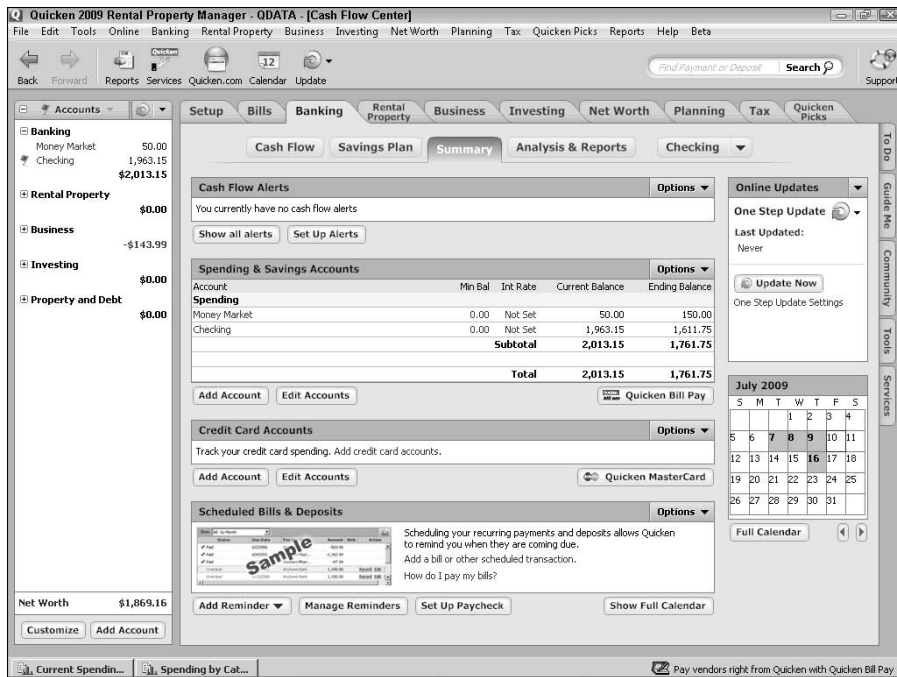 Quicken 2009 Rental Property Manager - QDATA - [Cash Flow Center]
File Edit Tools Online Banking Rental Property Business Investing Net Worth Planning Tax Quicken Picks Reports Help Beta
Quicken
12
Find Payment or Deposit Search
Back Forward Reports Services Quicken.com Calendar Update Support
Accounts
Setup Bills Banking Rental Property Business Investing Net Worth Planning Tax Quicken Picks
Cash Flow Savings Plan Summary Analysis & Reports Checking
Banking
Money Market 50.00
Checking 1,963.15
$2,013.15
Rental Property
$0.00
Business
-$143.99
Investing
$0.00
Property and Debt
$0.00
Net Worth $1,869.16
Customize Add Account
Cash Flow Alerts Options
You currently have no cash flow alerts
Show all alerts Set Up Alerts
Spending & Savings Accounts Options
Account Min Bal Int Rate Current Balance Ending Balance
Spending
Money Market 0.00 Not Set 50.00 150.00
Checking 0.00 Not Set 1,963.15 1,611.75
Subtotal 2,013.15 1,761.75
Total 2,013.15 1,761.75
Add Account Edit Accounts Quicken Bill Pay
Credit Card Accounts Options
Track your credit card spending. Add credit card accounts.
Add Account Edit Accounts Quicken MasterCard
Scheduled Bills & Deposits Options
Status Due Date Amount Web Action
Paid
Paid
Paid
Sample
Scheduling your recurring payments and deposits allows Quicken
to remind you when they are coming due.
Add a bill or other scheduled transaction.
How do I pay my bills?
Add Reminder Manage Reminders Set Up Paycheck Show Full Calendar
Online Updates
One Step Update
Last Updated:
Never
Update Now
One Step Update Settings
July 2009
S M T W T F S
1 2 3 4
5 6 7 8 9 10 11
12 13 14 15 16 17 18
19 20 21 22 23 24 25
26 27 28 29 30 31
Full Calendar
To Do
Guide Me
Community
Tools
Services
Current Spendin... Spending by Cat... Pay vendors right from Quicken with Quicken Bill Pay